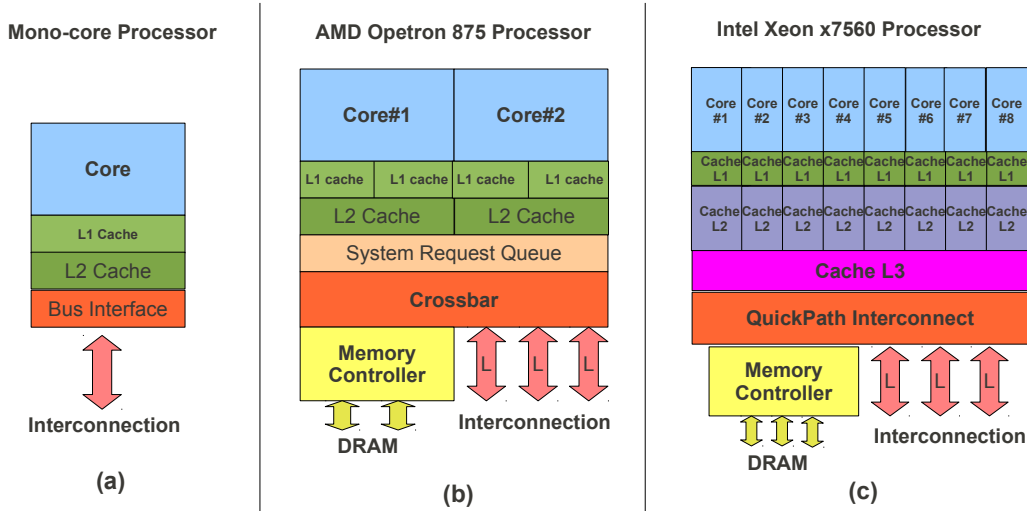 Mono-core Processor
Core
L1 Cache
L2 Cache
Bus Interface
Interconnection
(a)
AMD Opetron 875 Processor
Core#1 Core#2
L1 cache L1 cache L1 cache L1 cache
L2 Cache L2 Cache
System Request Queue
Crossbar
Memory
Controller
L L L
Interconnection
DRAM
(b)
Intel Xeon x7560 Processor
Core Core Core Core Core Core Core Core
#1 #2 #3 #4 #5 #6 #7 #8
Cache Cache Cache Cache Cache Cache Cache Cache
L1 L1 L1 L1 L1 L1 L1 L1
Cache Cache Cache Cache Cache Cache Cache Cache
L2 L2 L2 L2 L2 L2 L2 L2
Cache L3
QuickPath Interconnect
Memory
Controller
L L L
Interconnection
DRAM
(c)